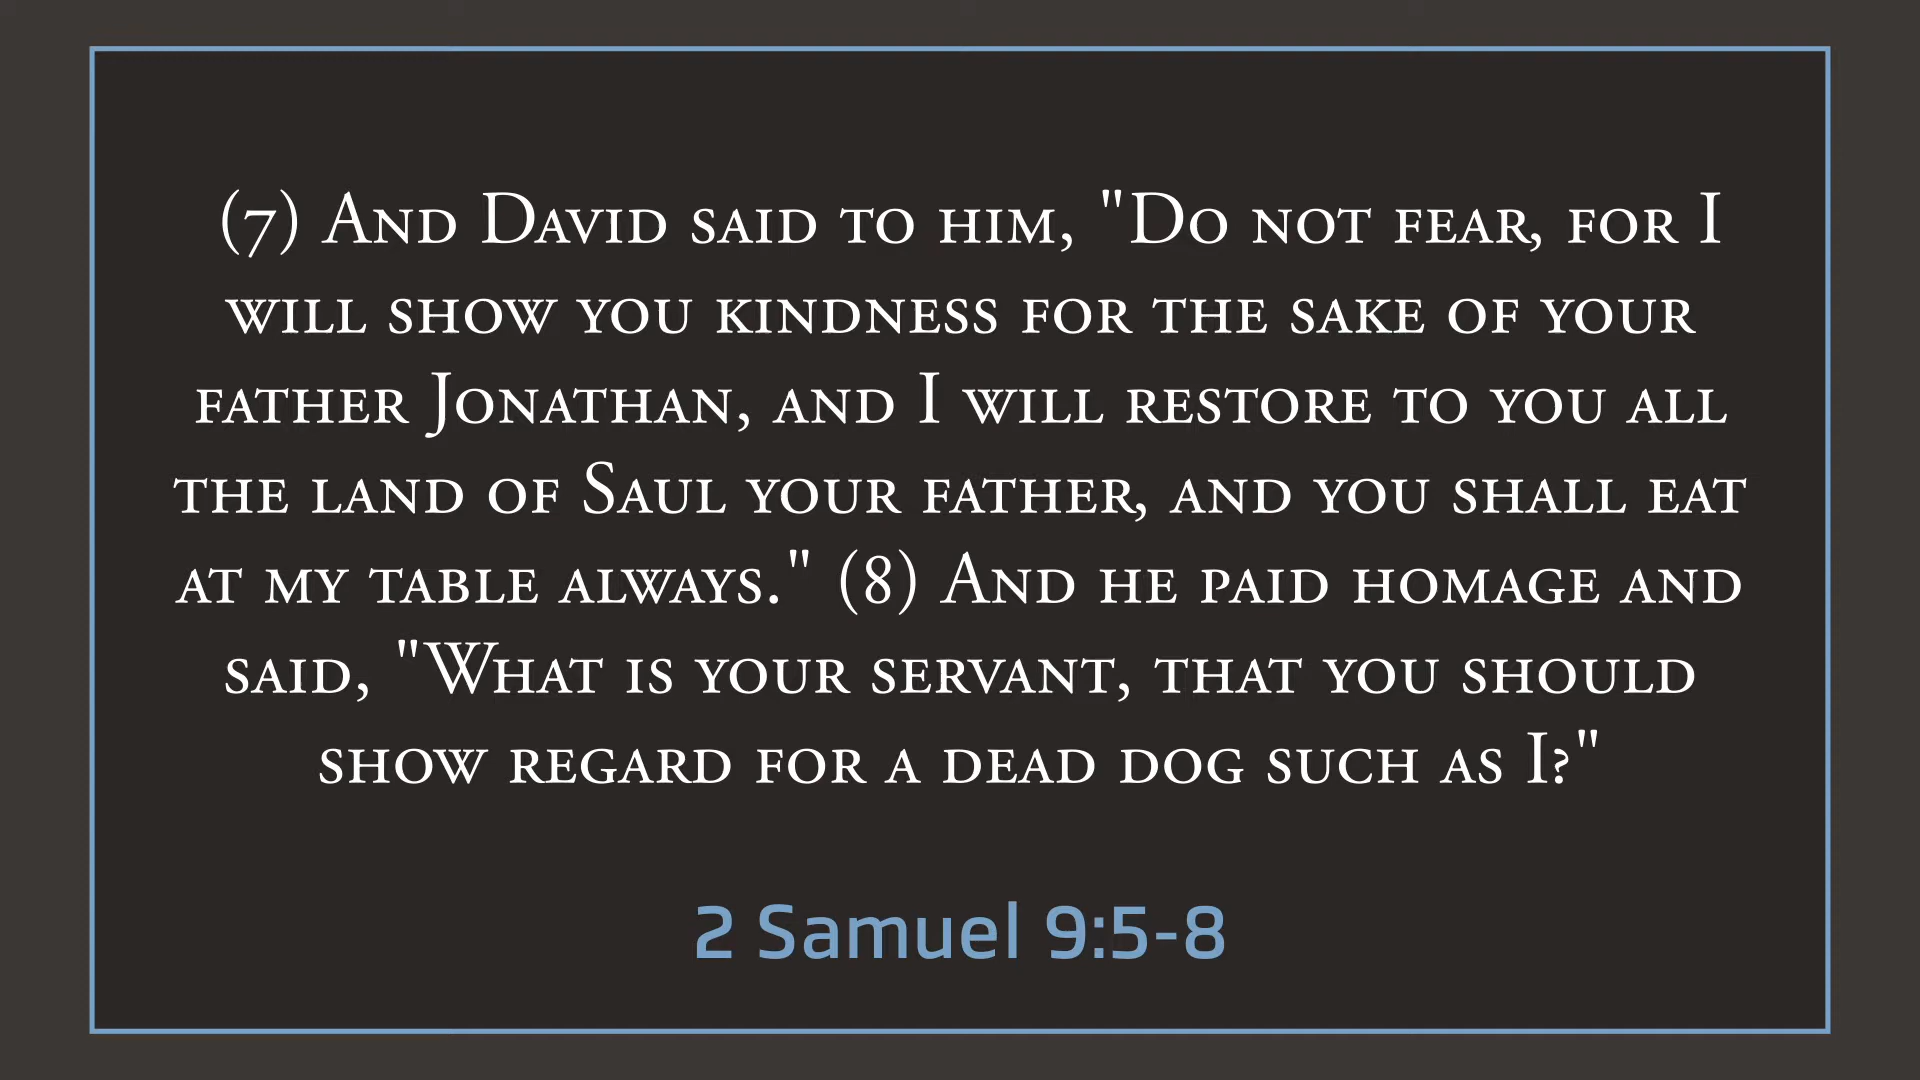 (7) And David said to him, "Do not fear, for I
will show you kindness for the sake of your
father Jonathan, and I will restore to you all
the land of Saul your father, and you shall eat
at my table always." (8) And he paid homage and
said, "What is your servant, that you should
show regard for a dead dog such as I?"
2 Samuel 9:5-8